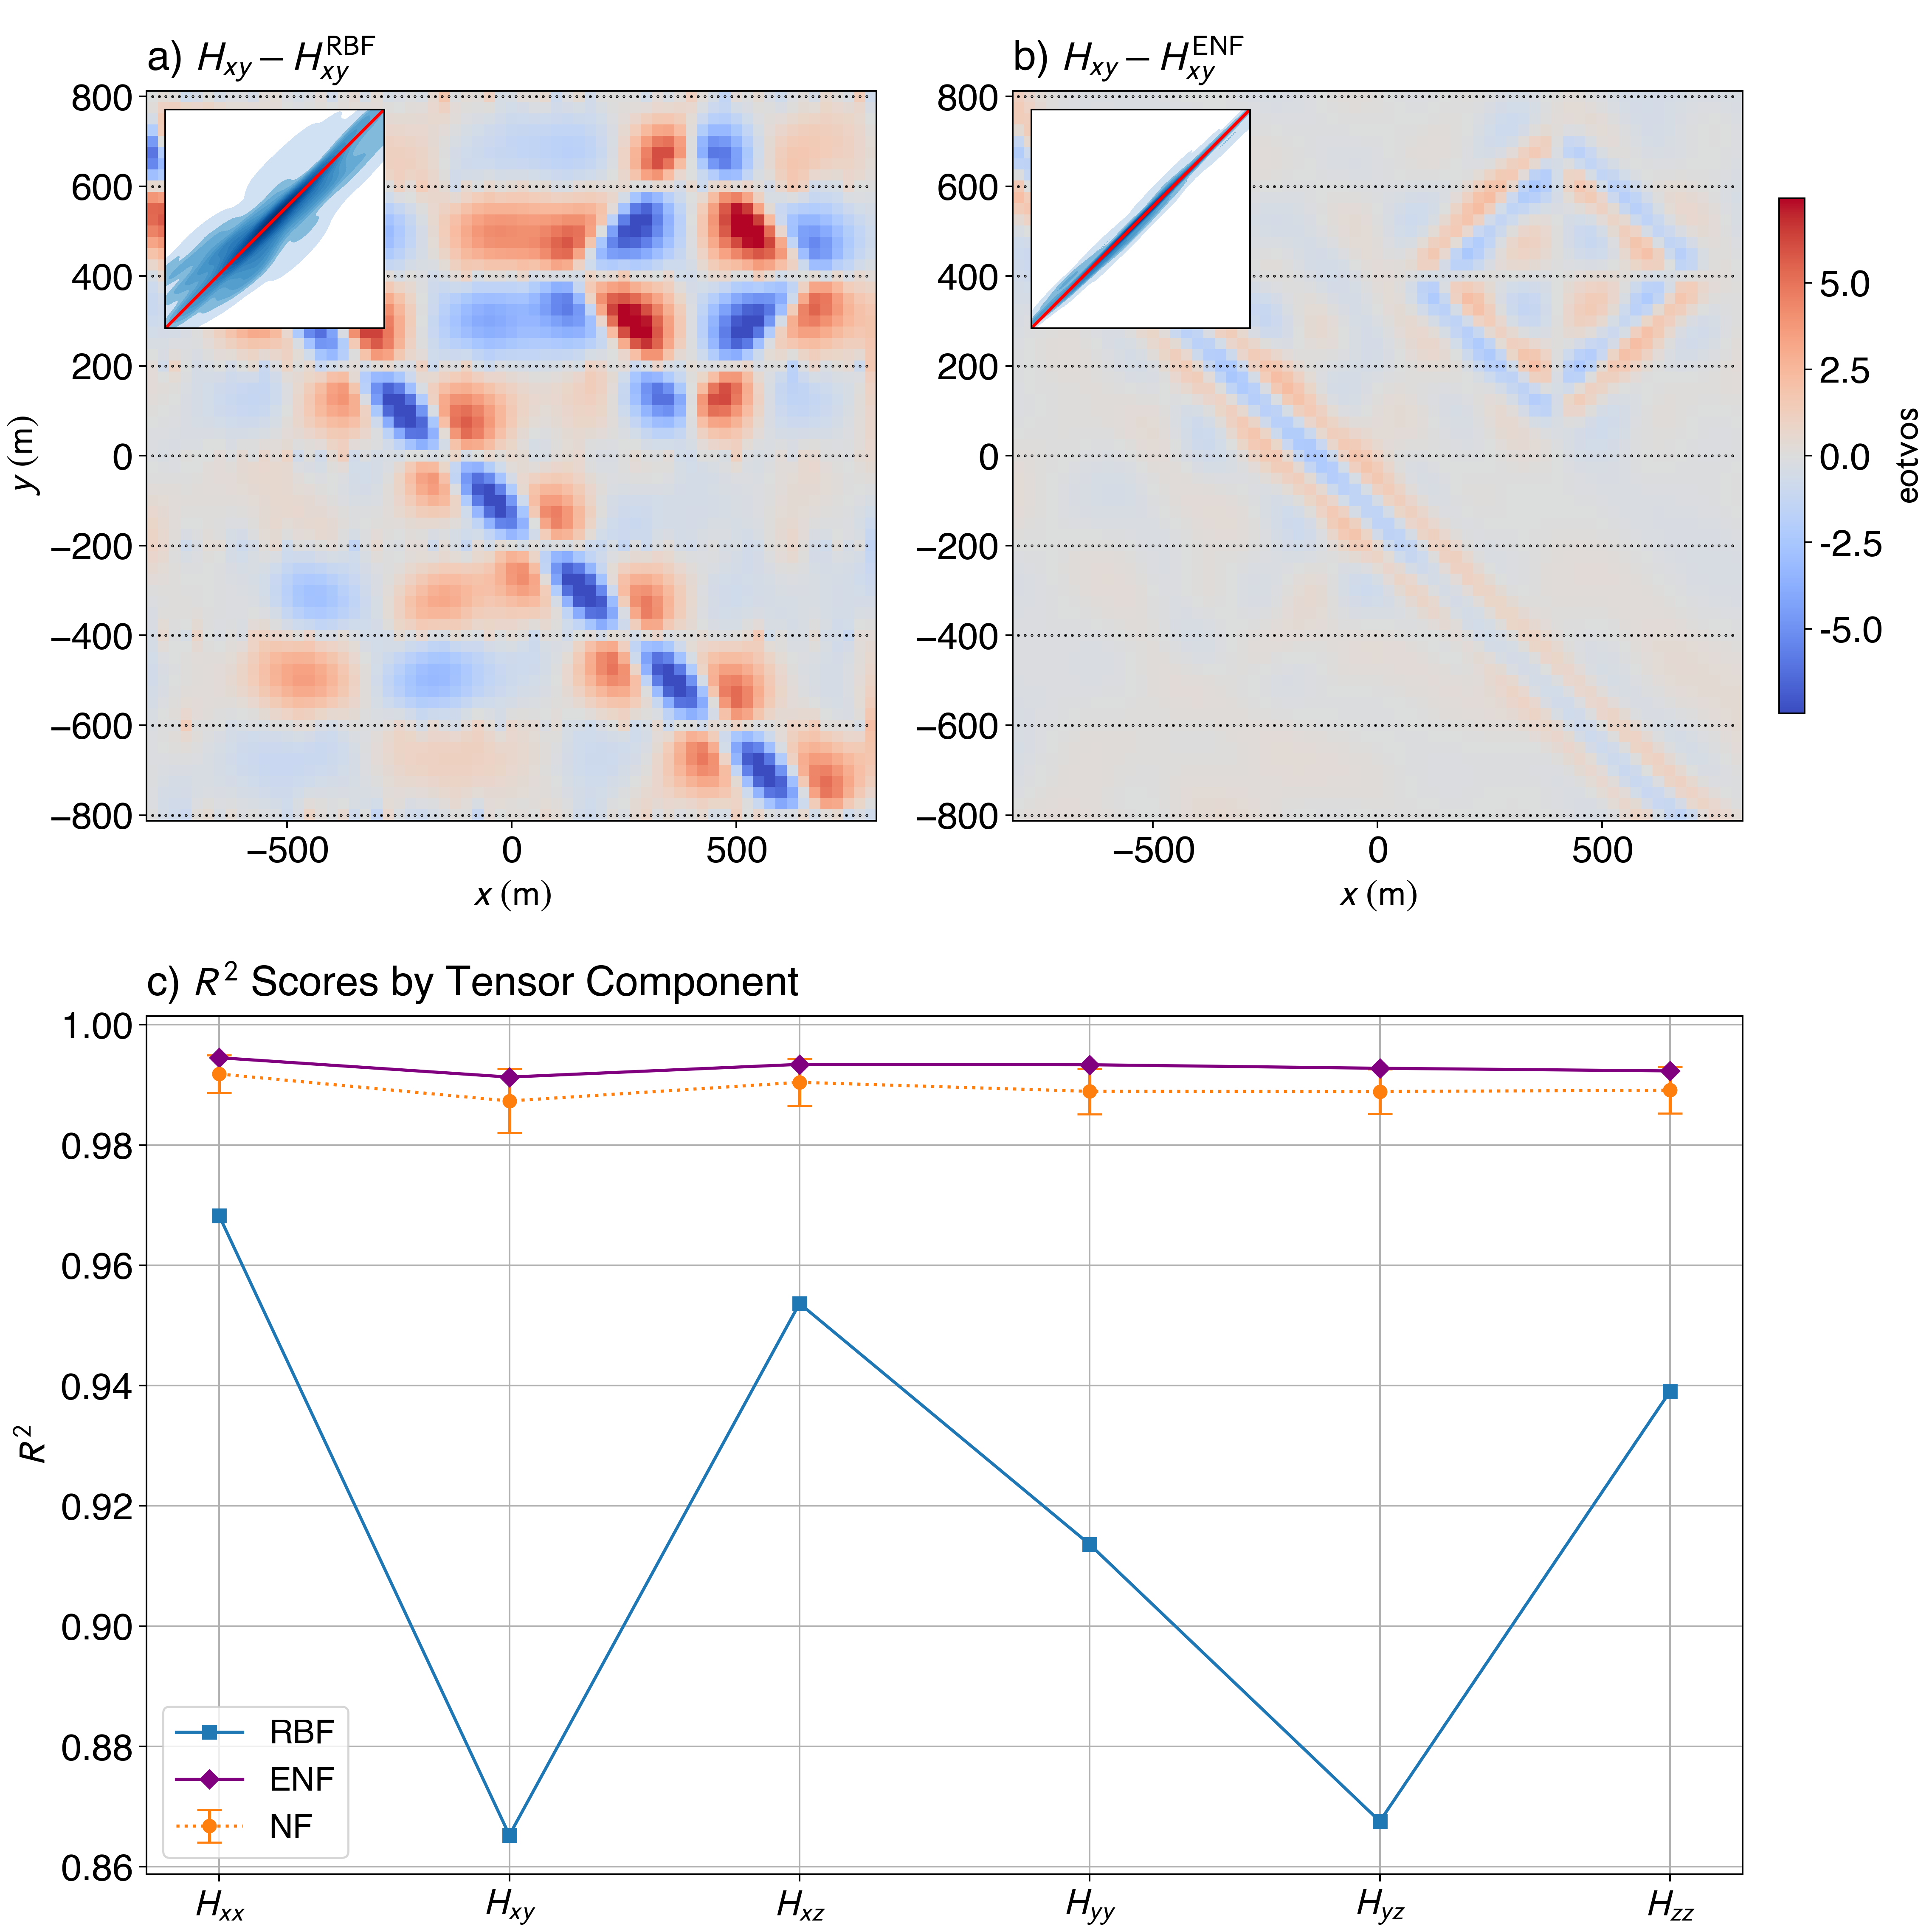 a) H_xy − H_xy^RBF
b) H_xy − H_xy^ENF
800
600
400
200
0
−200
−400
−600
−800
y (m)
−500
0
500
x (m)
800
600
400
200
0
−200
−400
−600
−800
−500
0
500
x (m)
5.0
2.5
0.0
-2.5
-5.0
eotvos
c) R² Scores by Tensor Component
1.00
0.98
0.96
0.94
0.92
0.90
0.88
0.86
R²
RBF
ENF
NF
H_xx
H_xy
H_xz
H_yy
H_yz
H_zz